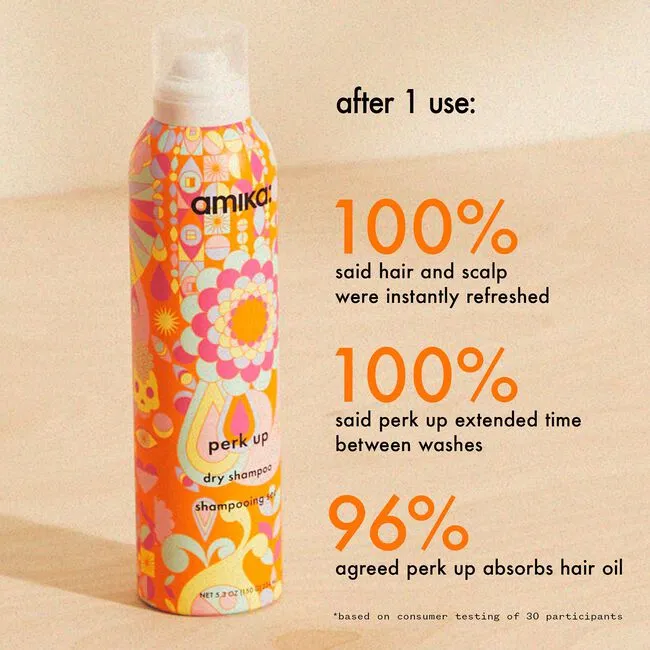 amika:
perk up
dry shampoo
shampooing
after 1 use:
100%
said hair and scalp
were instantly refreshed
100%
said perk up extended time
between washes
96%
agreed perk up absorbs hair oil
*based on consumer testing of 30 participants